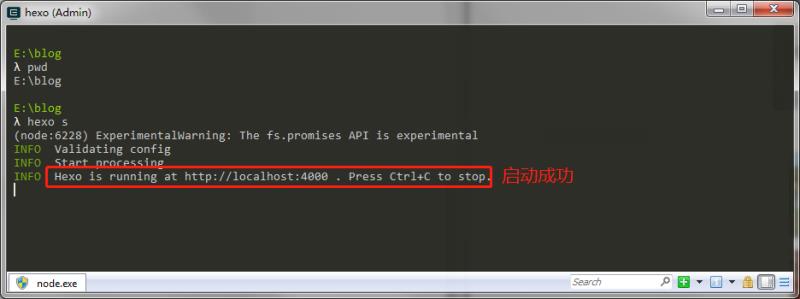 hexo (Admin)
E:\blog
λ pwd
E:\blog
E:\blog
λ hexo s
(node:6228) ExperimentalWarning: The fs.promises API is experimental
INFO  Validating config
INFO  Start processing
INFO  Hexo is running at http://localhost:4000 . Press Ctrl+C to stop. 启动成功
node.exe
Search